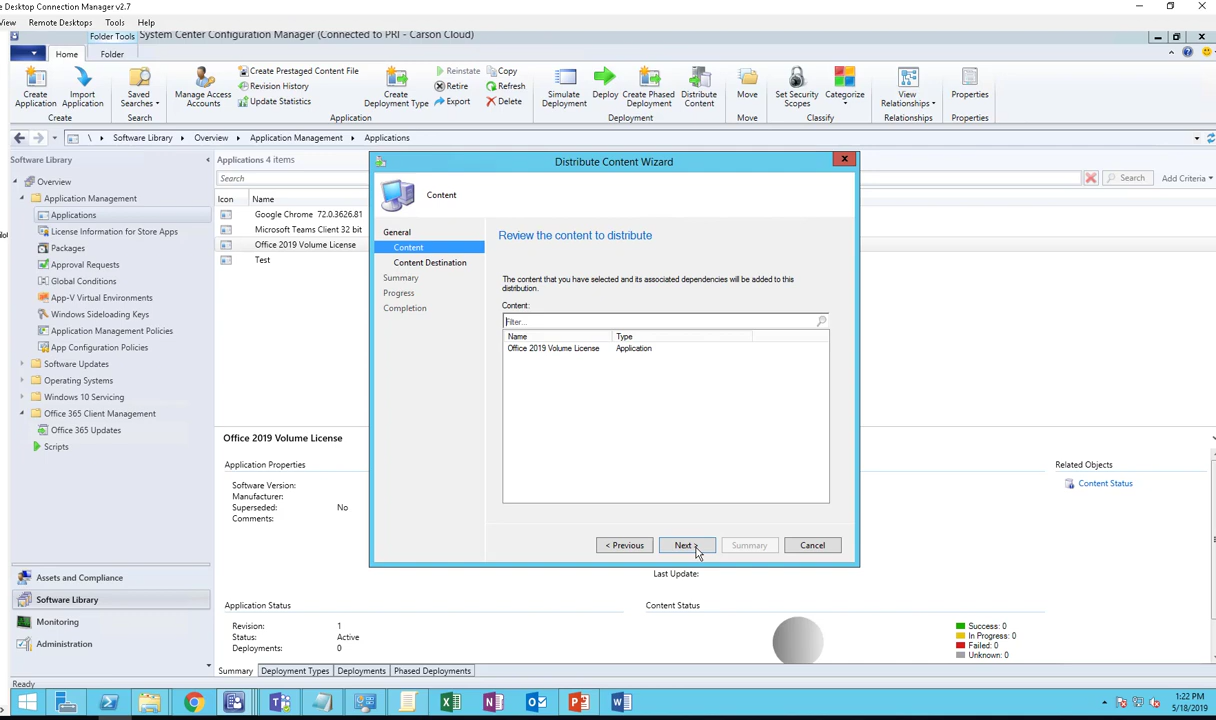 e Desktop Connection Manager v2.7
View Remote Desktops Tools Help
Folder Tools System Center Configuration Manager (Connected to PRI - Carson Cloud)
Home Folder
Create Application
Import Application
Create
Saved Searches
Search
Manage Access Accounts
Create Prestaged Content File
Revision History
Update Statistics
Create Deployment Type
Reinstate
Retire
Export
Copy
Refresh
Delete
Application
Simulate Deployment
Deploy
Create Phased Deployment
Distribute Content
Deployment
Move
Move
Set Security Scopes
Categorize
Classify
View Relationships
Relationships
Properties
Properties
\ Software Library Overview Application Management Applications
Software Library
Overview
Application Management
Applications
License Information for Store Apps
Packages
Approval Requests
Global Conditions
App-V Virtual Environments
Windows Sideloading Keys
Application Management Policies
App Configuration Policies
Software Updates
Operating Systems
Windows 10 Servicing
Office 365 Client Management
Office 365 Updates
Scripts
Assets and Compliance
Software Library
Monitoring
Administration
Applications 4 items
Search
Search Add Criteria
Icon Name
Google Chrome 72.0.3626.81
Microsoft Teams Client 32 bit
Office 2019 Volume License
Test
Distribute Content Wizard
Content
General
Content
Content Destination
Summary
Progress
Completion
Review the content to distribute
The content that you have selected and its associated dependencies will be added to this
distribution.
Content:
Filter...
Name Type
Office 2019 Volume License Application
< Previous Next > Summary Cancel
Office 2019 Volume License
Application Properties
Software Version:
Manufacturer:
Superseded: No
Comments:
Last Update:
Related Objects
Content Status
Application Status
Revision: 1
Status: Active
Deployments: 0
Content Status
Success: 0
In Progress: 0
Failed: 0
Unknown: 0
Summary Deployment Types Deployments Phased Deployments
Ready
1:22 PM
5/18/2019